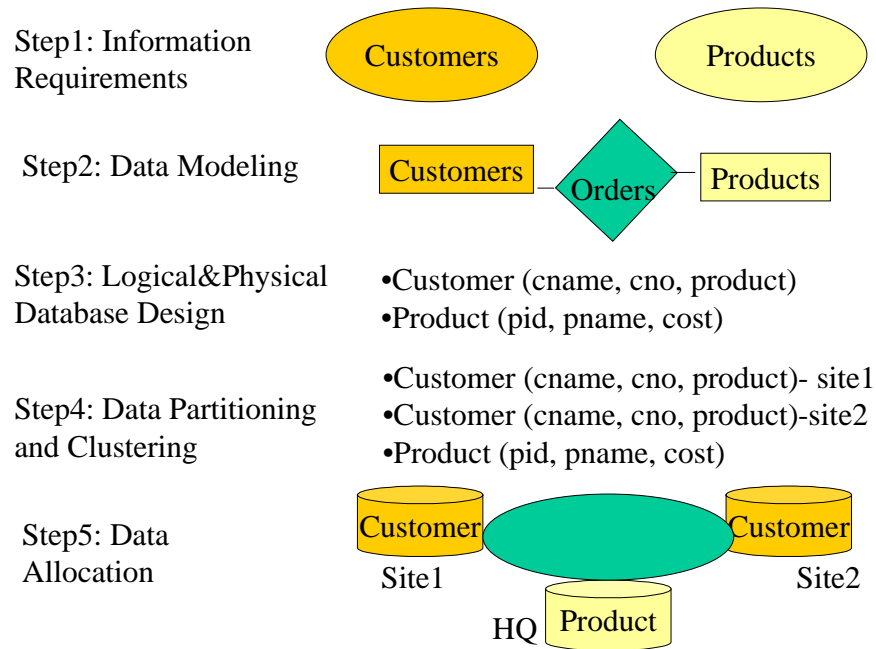 Step1: Information
Requirements
Customers
Products
Step2: Data Modeling
Customers
Orders
Products
Step3: Logical&Physical
Database Design
•Customer (cname, cno, product)
•Product (pid, pname, cost)
Step4: Data Partitioning
and Clustering
•Customer (cname, cno, product)- site1
•Customer (cname, cno, product)-site2
•Product (pid, pname, cost)
Step5: Data
Allocation
Customer
Customer
Site1
Site2
HQ
Product